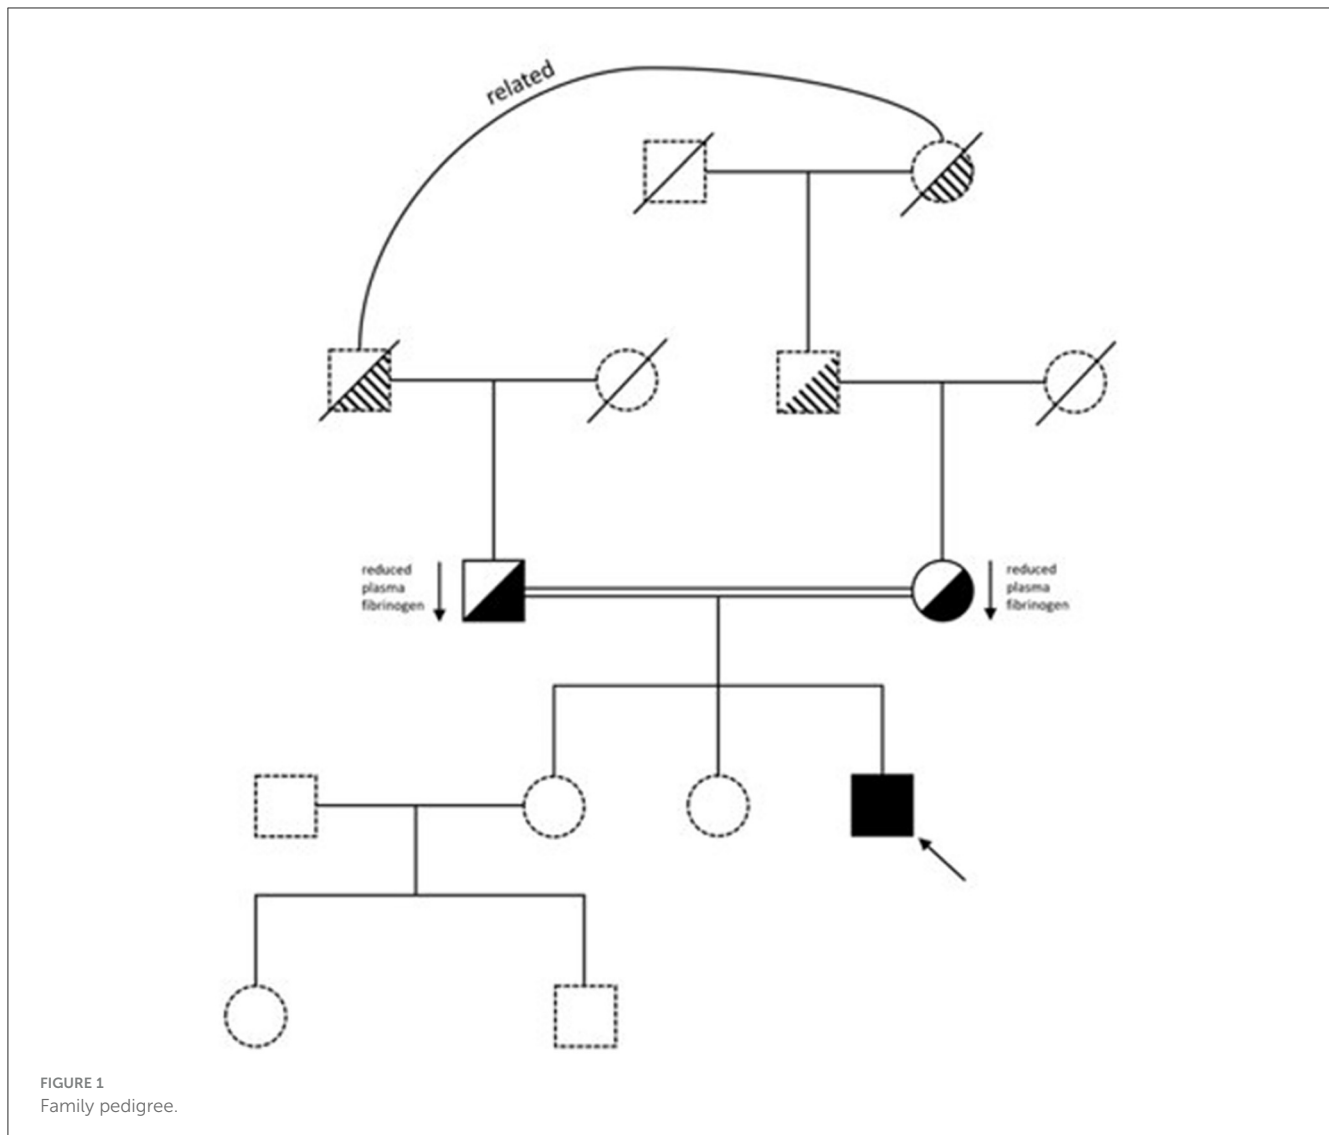 related
reduced
plasma
fibrinogen
reduced
plasma
fibrinogen
FIGURE 1
Family pedigree.